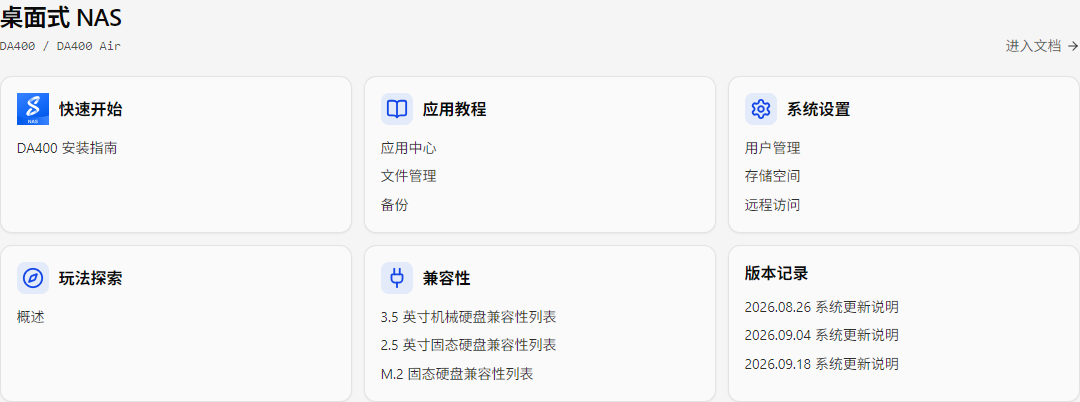 桌面式 NAS
DA400 / DA400 Air
进入文档 →
NAS
快速开始
DA400 安装指南
应用教程
应用中心
文件管理
备份
系统设置
用户管理
存储空间
远程访问
玩法探索
概述
兼容性
3.5 英寸机械硬盘兼容性列表
2.5 英寸固态硬盘兼容性列表
M.2 固态硬盘兼容性列表
版本记录
2026.08.26 系统更新说明
2026.09.04 系统更新说明
2026.09.18 系统更新说明